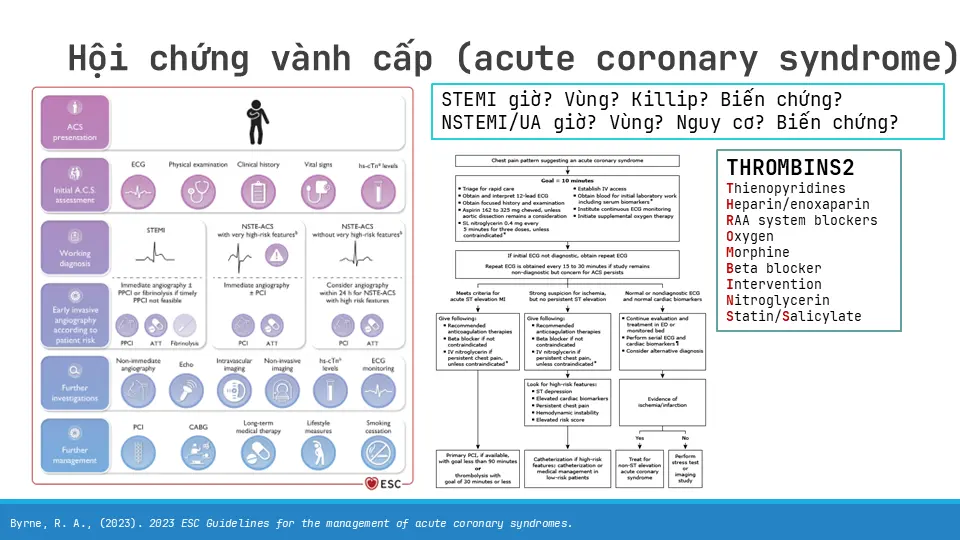 Hội chứng vành cấp (acute coronary syndrome)
STEMI giờ? Vùng? Killip? Biến chứng?
NSTEMI/UA giờ? Vùng? Nguy cơ? Biến chứng?
ACS
presentation
Initial A.C.S.
assessment
ECG
Physical examination
Clinical history
Vital signs
hs-cTnᵃ levels
Working
diagnosis
STEMI
NSTE-ACS
with very high-risk featuresᵇ
NSTE-ACS
without very high-risk featuresᵇ
Early invasive
angiography
according to
patient risk
Immediate angiography ±
PPCI or fibrinolysis if timely
PPCI not feasible
Immediate angiography
± PCI
Consider angiography
within 24 h for NSTE-ACS
with high risk features
PPCI
ATT
Fibrinolysis
PCI
ATT
PCI
ATT
Further
investigations
Non-immediate
angiography
Echo
Intravascular
imaging
Non-invasive
imaging
hs-cTnᵃ
levels
ECG
monitoring
Further
management
PCI
CABG
Long-term
medical therapy
Lifestyle
measures
Smoking
cessation
ESC
Chest pain pattern suggesting an acute coronary syndrome
Goal = 10 minutes
▪ Triage for rapid care
▪ Obtain and interpret 12-lead ECG
▪ Obtain focused history and examination
▪ Aspirin 162 to 325 mg chewed, unless
aortic dissection remains a consideration
▪ SL nitroglycerin 0.4 mg every
5 minutes for three doses, unless
contraindicated*
▪ Establish IV access
▪ Obtain blood for initial laboratory work
including serum biomarkers*
▪ Institute continuous ECG monitoring
▪ Initiate supplemental oxygen therapy
If initial ECG not diagnostic, obtain repeat ECG
Repeat ECG is obtained every 15 to 30 minutes if study remains
non-diagnostic but concern for ACS persists
Meets criteria for
acute ST elevation MI
Strong suspicion for ischemia,
but no persistent ST elevation
Normal or nondiagnostic ECG
and normal cardiac biomarkers
Give following:
▪ Recommended
anticoagulation therapies
▪ Beta blocker if not
contraindicated
▪ IV nitroglycerin if
persistent chest pain,
unless contraindicated*
Give following:
▪ Recommended
anticoagulation therapies
▪ Beta blocker if not
contraindicated
▪ IV nitroglycerin if
persistent chest pain,
unless contraindicated*
▪ Continue evaluation and
treatment in ED or
monitored bed
▪ Perform serial ECG and
cardiac biomarkers¶
▪ Consider alternative diagnosis
Look for high-risk features:
▪ ST depression
▪ Elevated cardiac biomarkers
▪ Persistent chest pain
▪ Hemodynamic instability
▪ Elevated risk score
Evidence of
ischemia/infarction
Yes
No
Primary PCI, if available,
with goal less than 90 minutes
or
thrombolysis with
goal of 30 minutes or less
Catheterization if high-risk
features: catheterization or
medical management in
low-risk patients
Treat for
non-ST elevation
acute coronary
syndrome
Perform
stress test
or
imaging
study
THROMBINS2
Thienopyridines
Heparin/enoxaparin
RAA system blockers
Oxygen
Morphine
Beta blocker
Intervention
Nitroglycerin
Statin/Salicylate
Byrne, R. A., (2023). 2023 ESC Guidelines for the management of acute coronary syndromes.